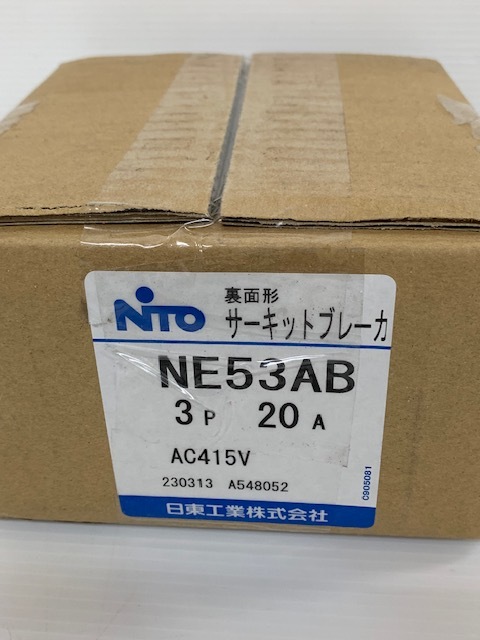 NITO
裏面形
サーキットブレーカ
NE53AB
3P 20A
AC415V
230313 A548052
C905081
日東工業株式会社